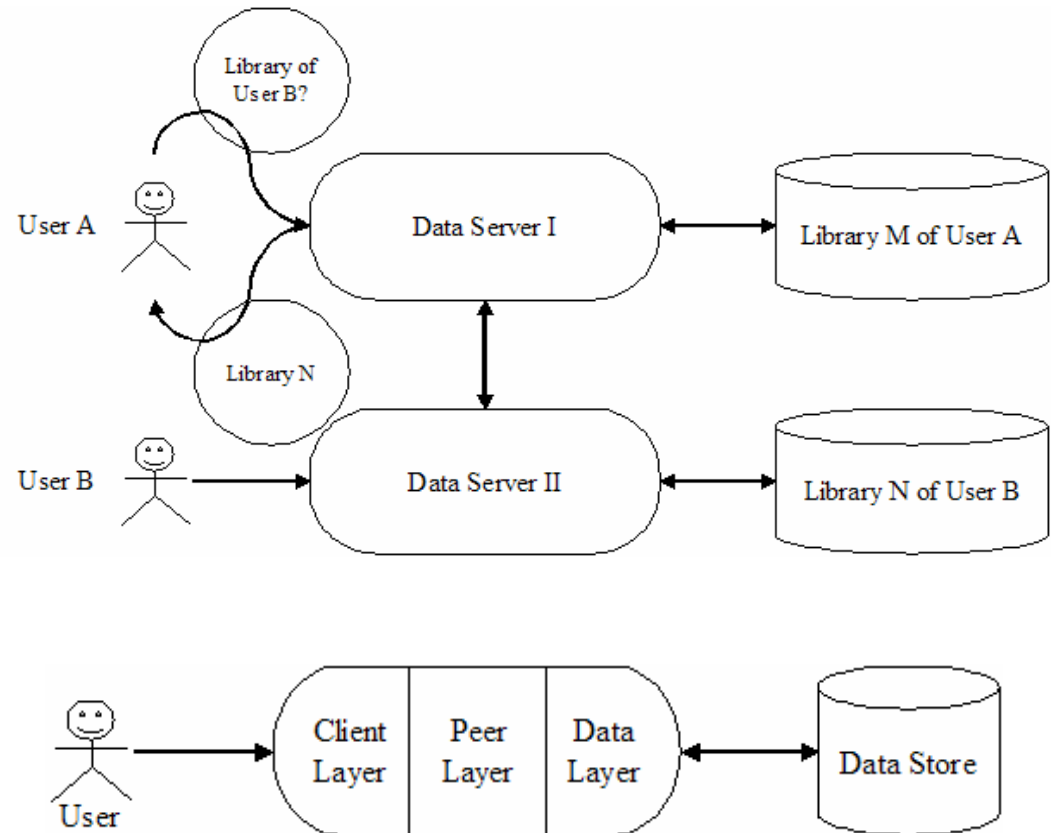 Library of
User B?
User A
Data Server I
Library M of User A
Library N
User B
Data Server II
Library N of User B
Client
Layer
Peer
Layer
Data
Layer
Data Store
User